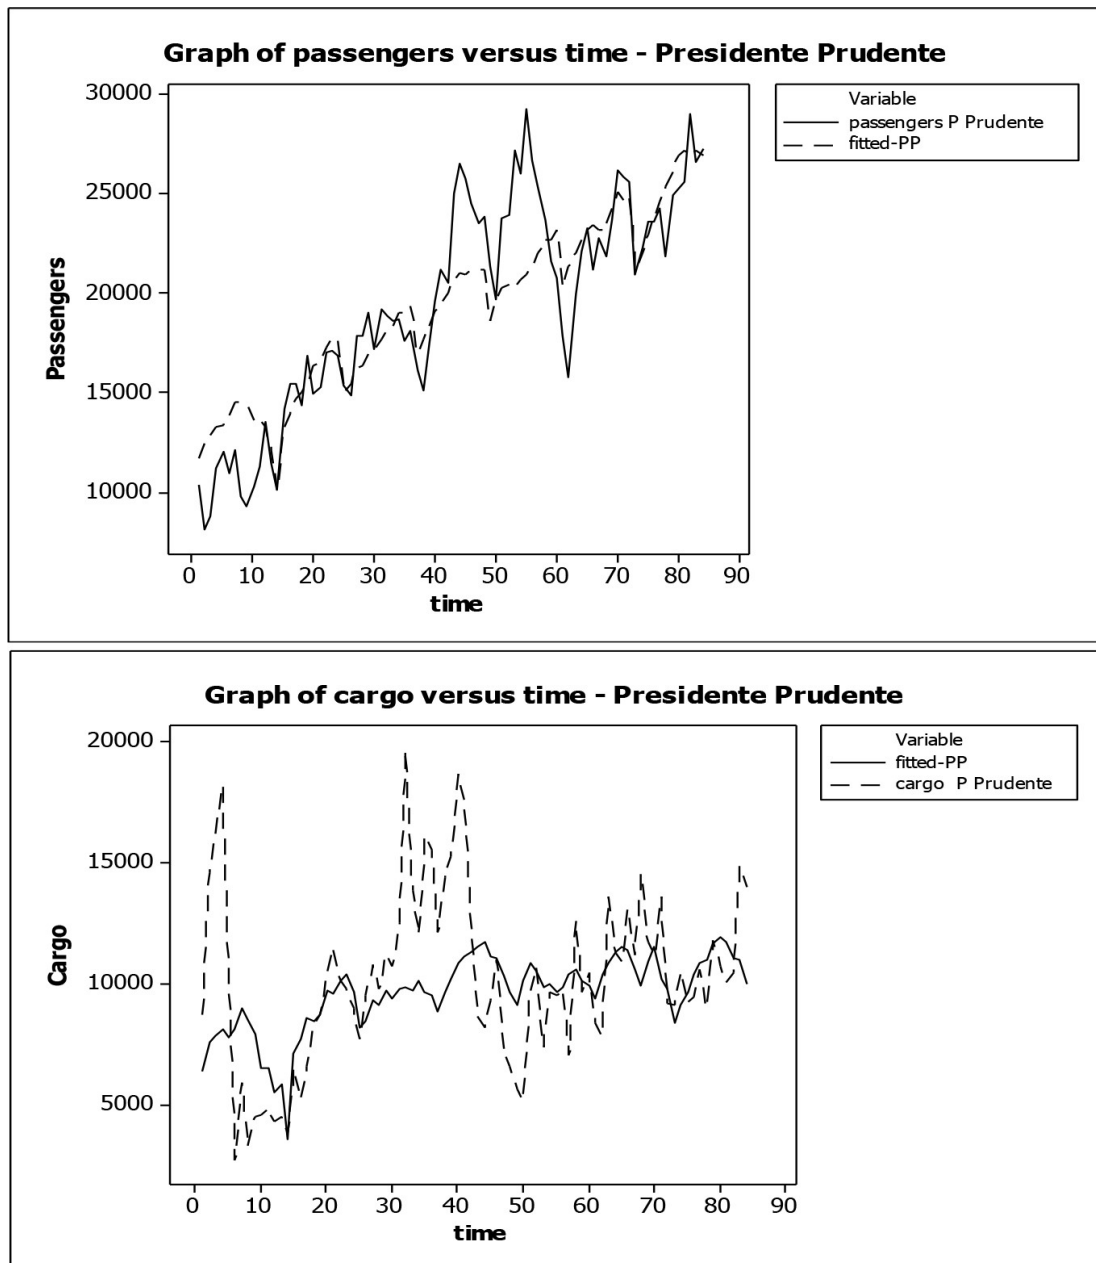 Graph of passengers versus time - Presidente Prudente
30000
25000
20000
15000
10000
Passengers
0 10 20 30 40 50 60 70 80 90
time
Variable
passengers P Prudente
fitted-PP
Graph of cargo versus time - Presidente Prudente
20000
15000
10000
5000
Cargo
0 10 20 30 40 50 60 70 80 90
time
Variable
fitted-PP
cargo P Prudente